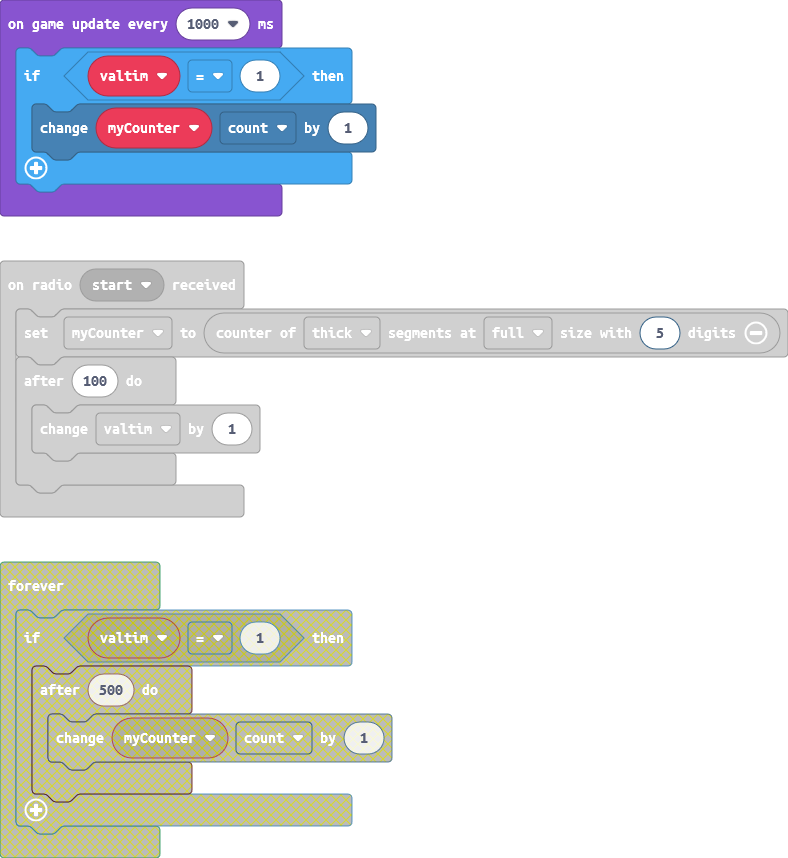 on game update every 1000 ms
if valtim = 1 then
change myCounter count by 1
on radio start received
set myCounter to counter of thick segments at full size with 5 digits
after 100 do
change valtim by 1
forever
if valtim = 1 then
after 500 do
change myCounter count by 1